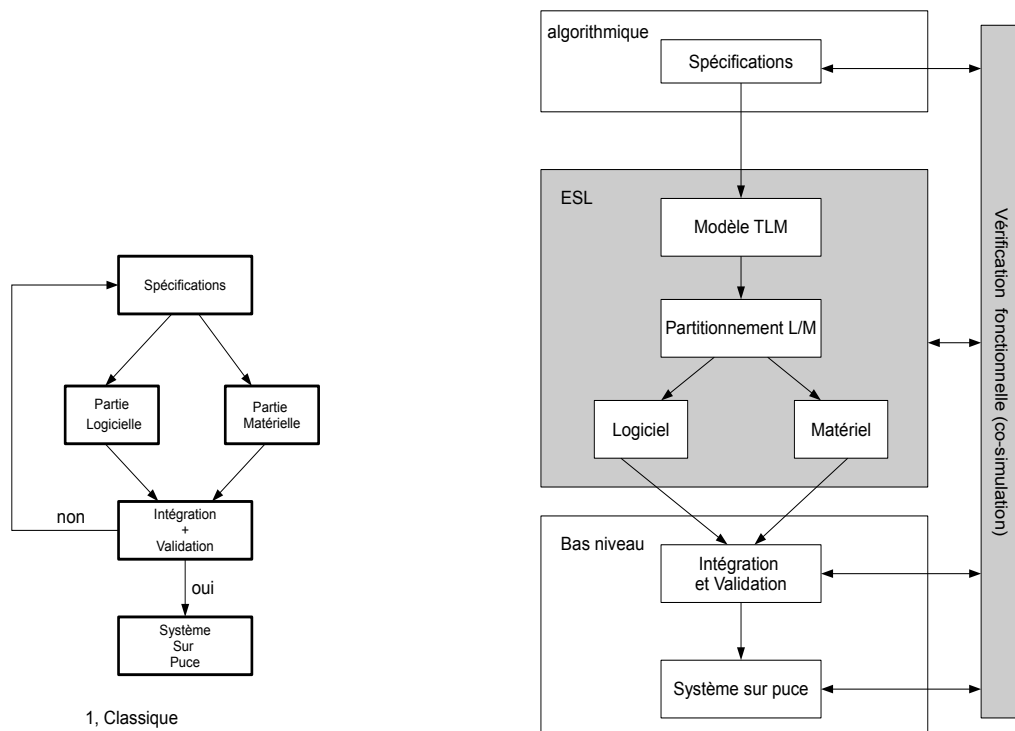 Spécifications
Partie
Logicielle
Partie
Matérielle
non
Intégration
+
Validation
oui
Système
Sur
Puce
1, Classique
algorithmique
Spécifications
ESL
Modèle TLM
Partitionnement L/M
Logiciel
Matériel
Bas niveau
Intégration
et Validation
Système sur puce
Vérification fonctionnelle (co-simulation)